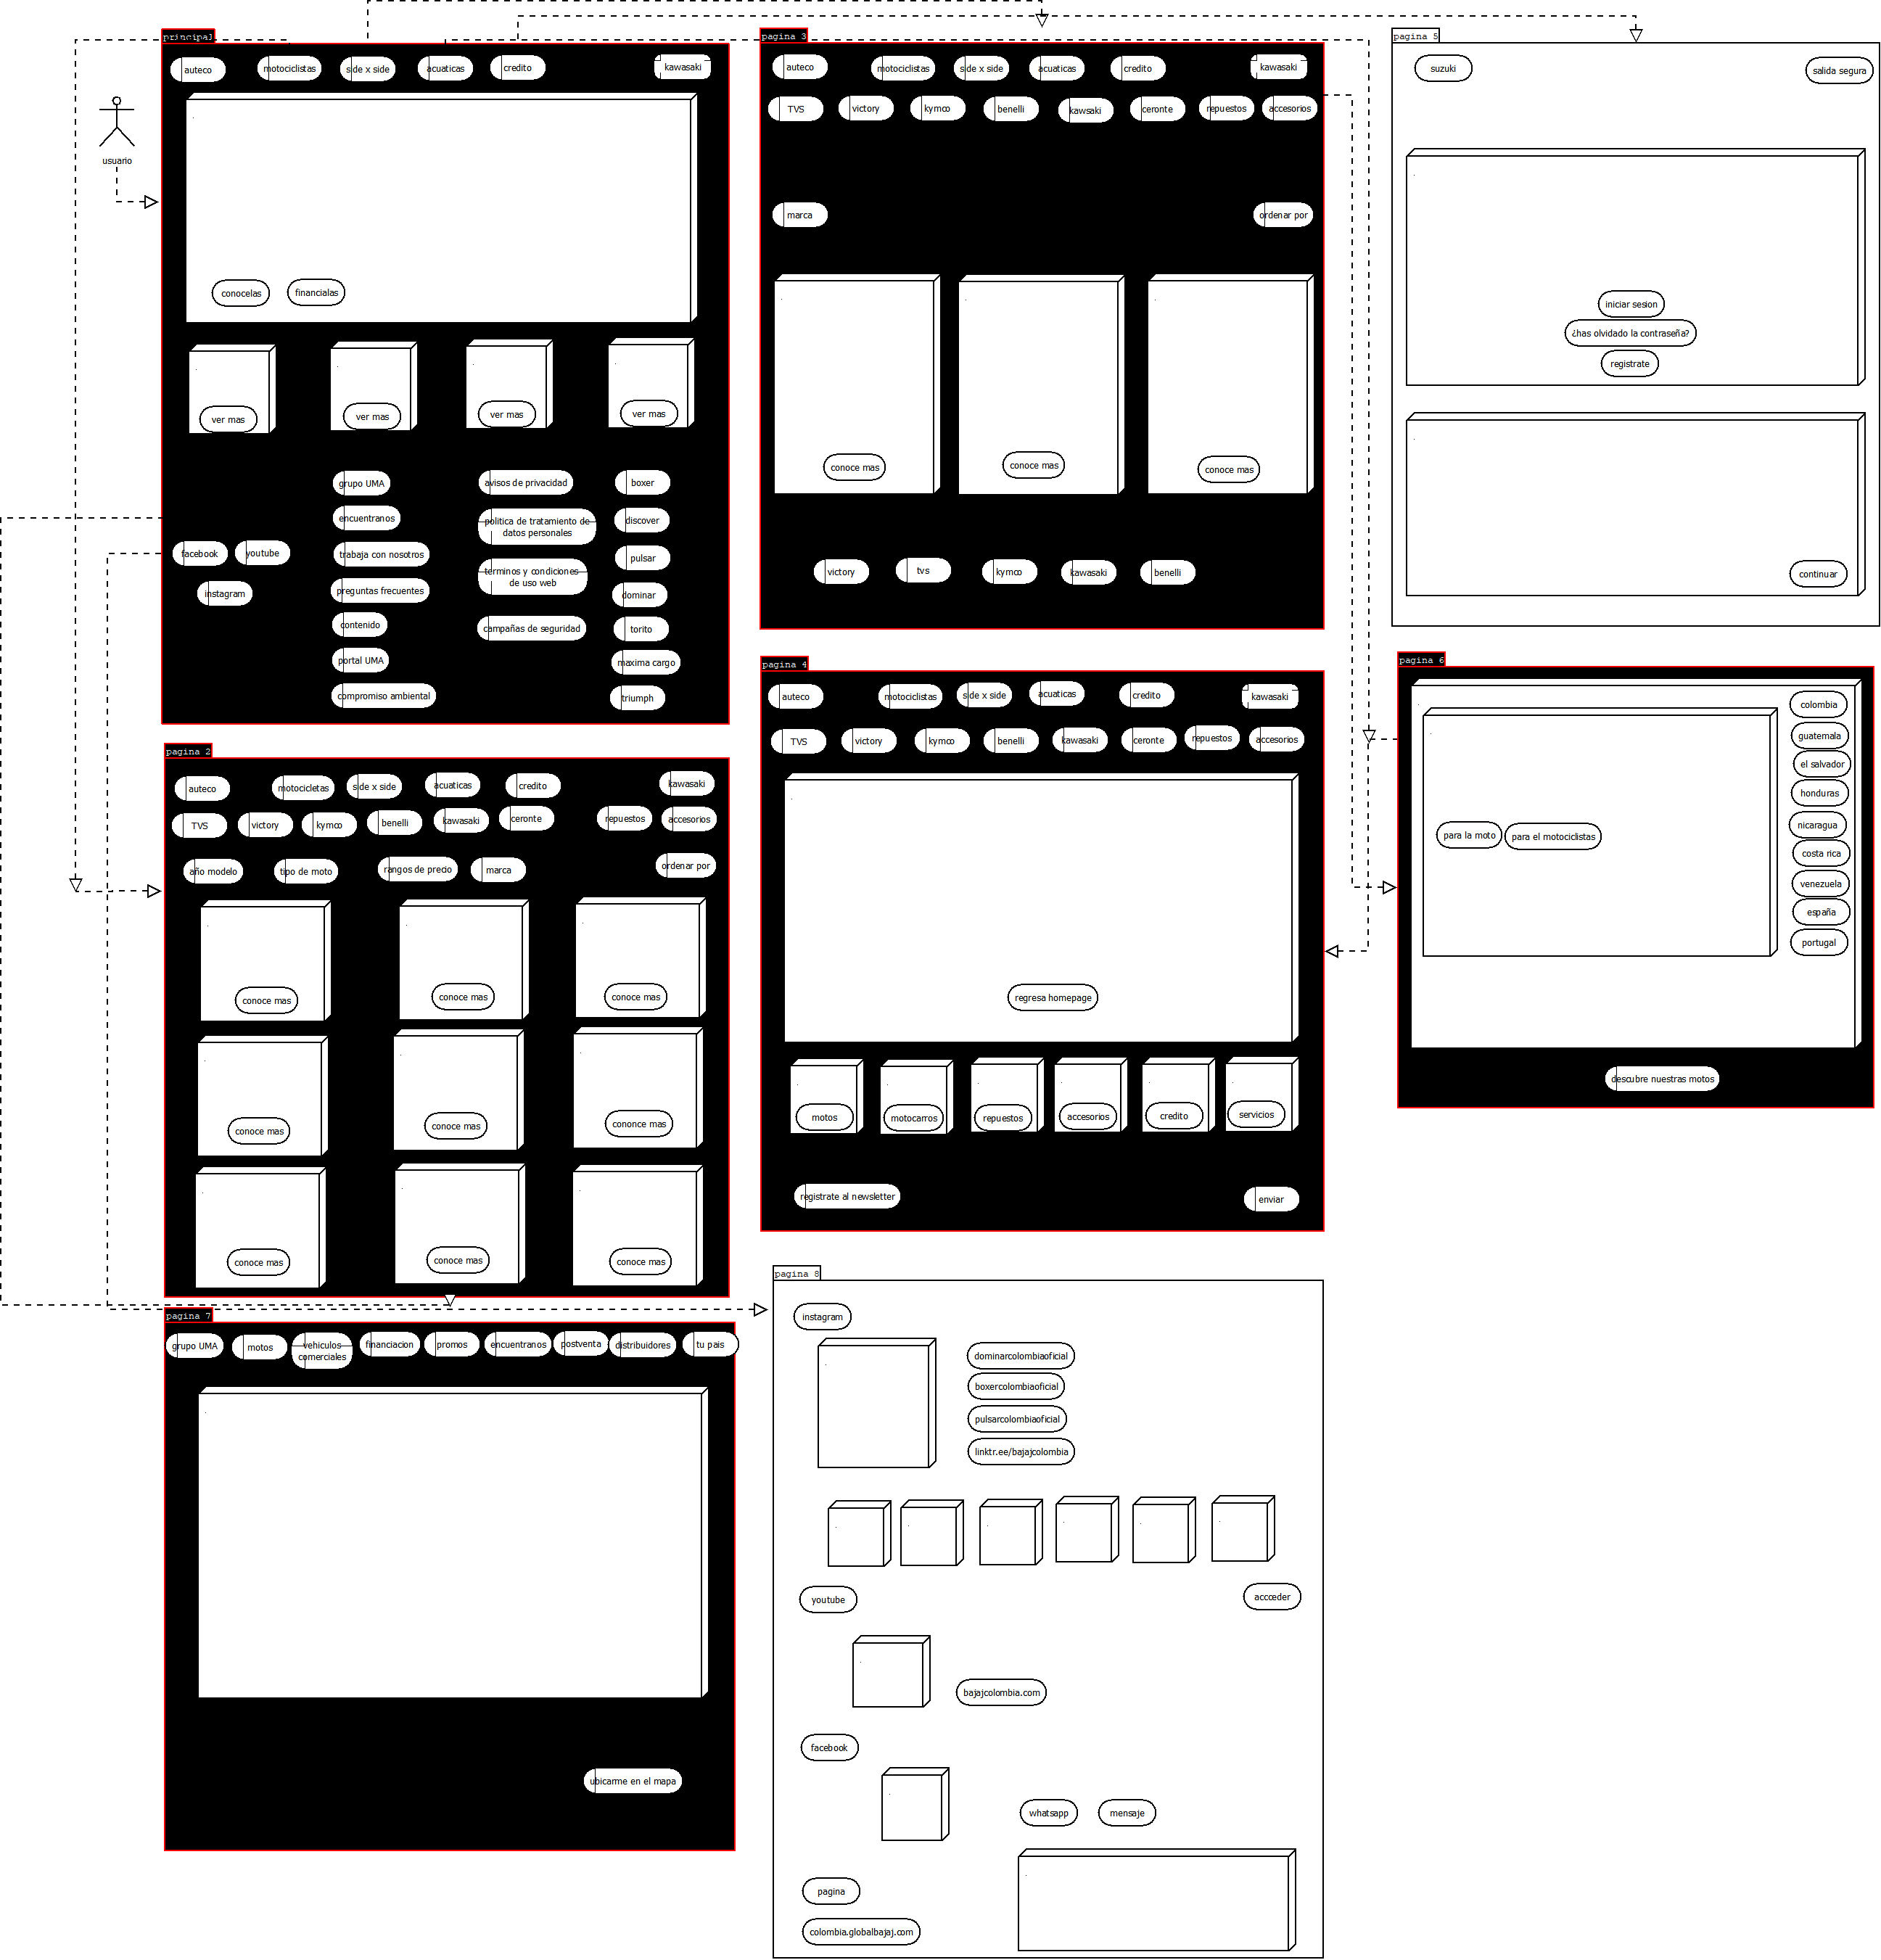 principal
auteco
motociclistas
side x side
acuaticas
credito
kawasaki
usuario
conocelas
financialas
ver mas
ver mas
ver mas
ver mas
grupo UMA
encuentranos
trabaja con nosotros
preguntas frecuentes
contenido
portal UMA
compromiso ambiental
avisos de privacidad
politica de tratamiento de
datos personales
terminos y condiciones
de uso web
campañas de seguridad
boxer
discover
pulsar
dominar
torito
maxima cargo
triumph
facebook
youtube
instagram
pagina 3
auteco
motociclistas
side x side
acuaticas
credito
kawasaki
TVS
victory
kymco
benelli
kawsaki
ceronte
repuestos
accesorios
marca
ordenar por
conoce mas
conoce mas
conoce mas
victory
tvs
kymco
kawasaki
benelli
pagina 5
suzuki
salida segura
iniciar sesion
¿has olvidado la contraseña?
registrate
continuar
pagina 2
auteco
motocicletas
side x side
acuaticas
credito
kawasaki
TVS
victory
kymco
benelli
kawasaki
ceronte
repuestos
accesorios
año modelo
tipo de moto
rangos de precio
marca
ordenar por
conoce mas
conoce mas
conoce mas
conoce mas
conoce mas
cononce mas
conoce mas
conoce mas
conoce mas
pagina 4
auteco
motociclistas
side x side
acuaticas
credito
kawasaki
TVS
victory
kymco
benelli
kawasaki
ceronte
repuestos
accesorios
regresa homepage
motos
motocarros
repuestos
accesorios
credito
servicios
registrate al newsletter
enviar
pagina 6
colombia
guatemala
el salvador
honduras
nicaragua
costa rica
venezuela
españa
portugal
para la moto
para el motociclistas
descubre nuestras motos
pagina 7
grupo UMA
motos
vehiculos
comerciales
financiacion
promos
encuentranos
postventa
distribuidores
tu pais
ubicarme en el mapa
pagina 8
instagram
dominarcolombiaoficial
boxercolombiaoficial
pulsarcolombiaoficial
linktr.ee/bajajcolombia
youtube
accceder
bajajcolombia.com
facebook
whatsapp
mensaje
pagina
colombia.globalbajaj.com